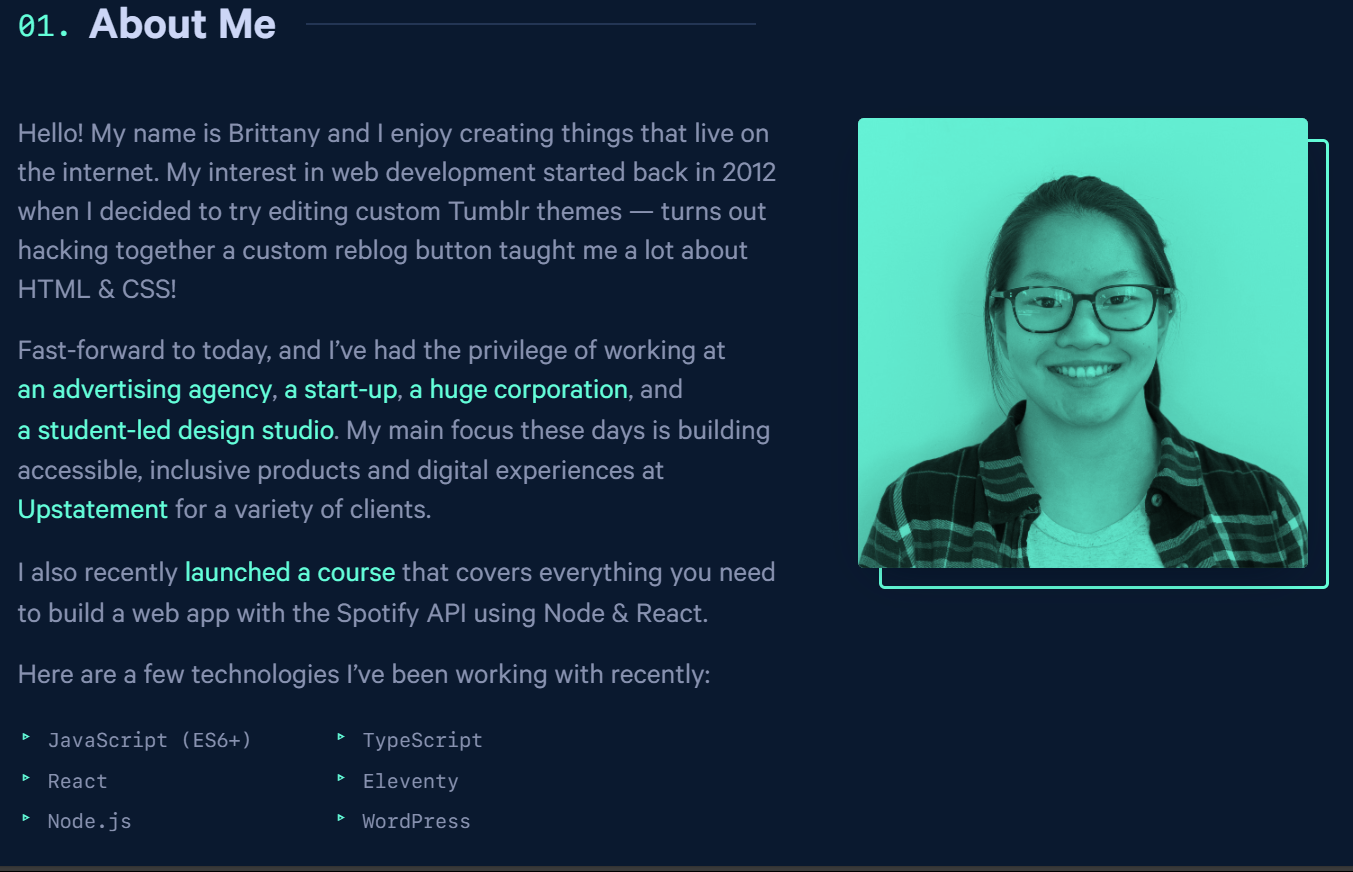 01. About Me
Hello! My name is Brittany and I enjoy creating things that live on
the internet. My interest in web development started back in 2012
when I decided to try editing custom Tumblr themes — turns out
hacking together a custom reblog button taught me a lot about
HTML & CSS!
Fast-forward to today, and I’ve had the privilege of working at
an advertising agency, a start-up, a huge corporation, and
a student-led design studio. My main focus these days is building
accessible, inclusive products and digital experiences at
Upstatement for a variety of clients.
I also recently launched a course that covers everything you need
to build a web app with the Spotify API using Node & React.
Here are a few technologies I’ve been working with recently:
JavaScript (ES6+)
TypeScript
React
Eleventy
Node.js
WordPress